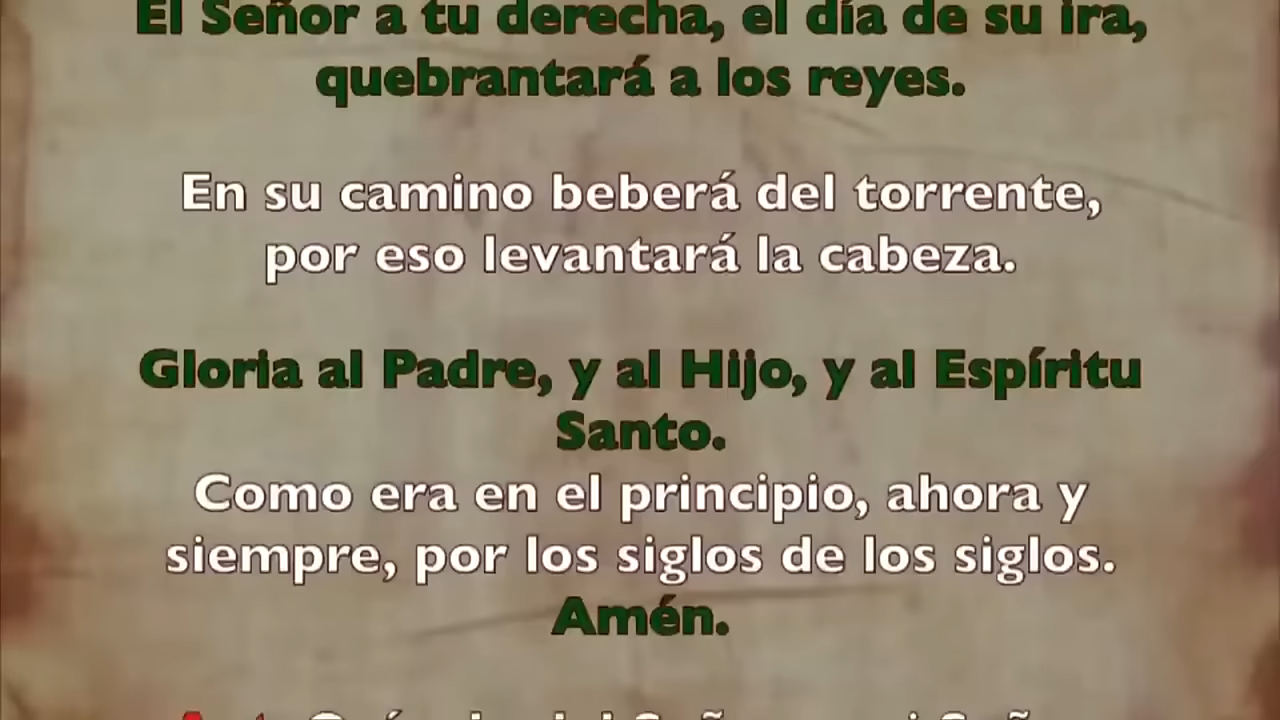 El Señor a tu derecha, el día de su ira,
quebrantará a los reyes.
En su camino beberá del torrente,
por eso levantará la cabeza.
Gloria al Padre, y al Hijo, y al Espíritu
Santo.
Como era en el principio, ahora y
siempre, por los siglos de los siglos.
Amén.